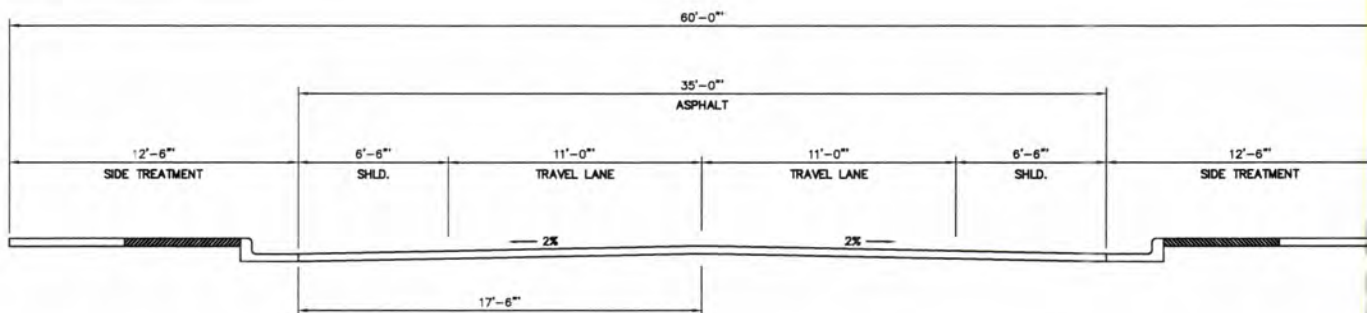 60'-0"'
35'-0"'
ASPHALT
12'-6"' 6'-6"' 11'-0"' 11'-0"' 6'-6"' 12'-6"'
SIDE TREATMENT SHLD. TRAVEL LANE TRAVEL LANE SHLD. SIDE TREATMENT
2% 2%
17'-6"'